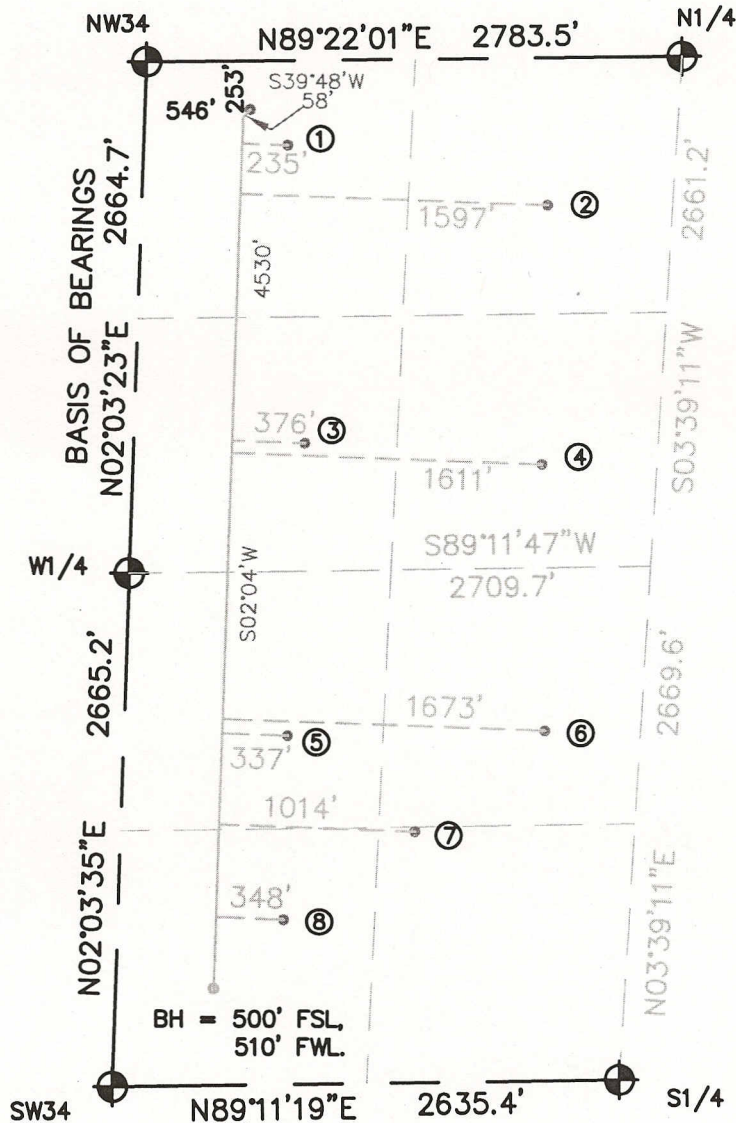 NW34
N89°22'01"E 2783.5'
N1/4
546'
253'
S39°48'W
58'
235'
①
1597'
②
BASIS OF BEARINGS
N02°03'23"E
2664.7'
4530'
2661.2'
S03°39'11"W
376'
③
1611'
④
W1/4
S89°11'47"W
2709.7'
S02°04'W
N02°03'35"E
2665.2'
2669.6'
N03°39'11"E
1673'
⑥
337'
⑤
1014'
⑦
348'
⑧
BH = 500' FSL,
510' FWL.
SW34
N89°11'19"E 2635.4'
S1/4